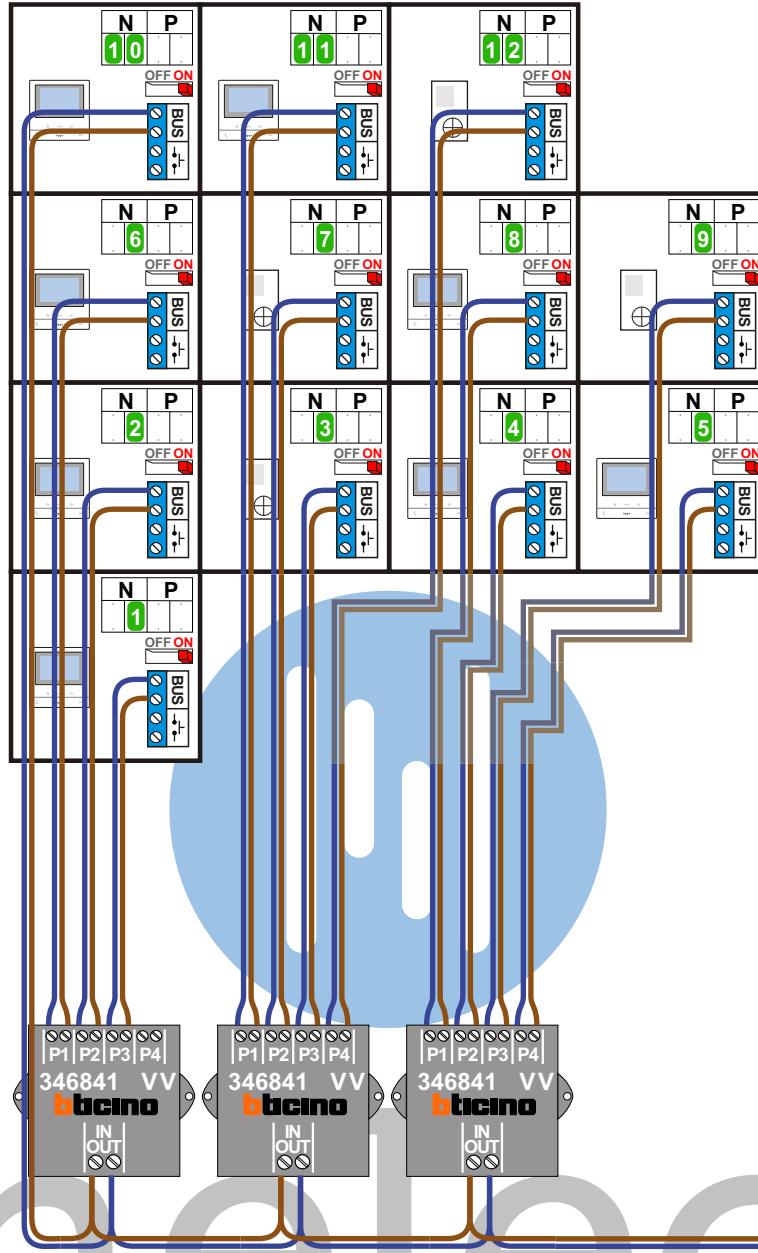 N P N P N P
10 11 12
OFF ON OFF ON OFF ON
BUS BUS BUS
N P N P N P N P
6 7 8 9
OFF ON OFF ON OFF ON OFF ON
BUS BUS BUS BUS
N P N P N P N P
2 3 4 5
OFF ON OFF ON OFF ON OFF ON
BUS BUS BUS BUS
N P
1
OFF ON
BUS
P1 P2 P3 P4 P1 P2 P3 P4 P1 P2 P3 P4
346841 VV 346841 VV 346841 VV
bticino bticino bticino
IN IN IN
OUT OUT OUT